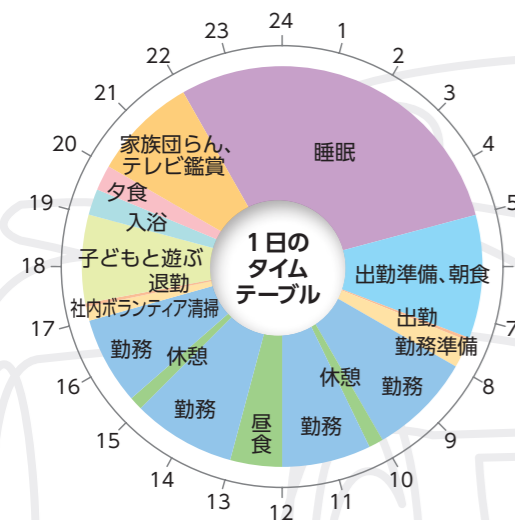 24
1
2
3
4
5
7
8
9
10
11
12
13
14
15
16
17
18
19
20
21
22
23
睡眠
出勤準備、朝食
出勤
勤務準備
勤務
休憩
勤務
昼
食
勤務
休憩
勤務
社内ボランティア清掃
退勤
子どもと遊ぶ
入浴
夕食
家族団らん、
テレビ鑑賞
1日の
タイム
テーブル